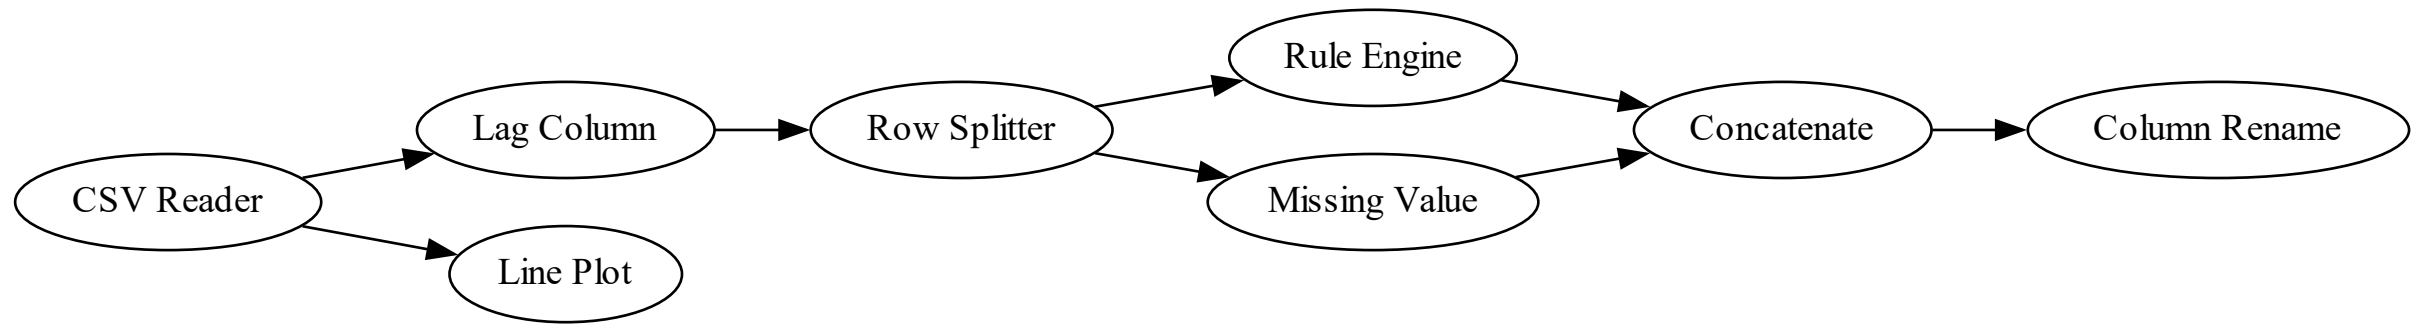 CSV Reader
Lag Column
Line Plot
Row Splitter
Rule Engine
Missing Value
Concatenate
Column Rename